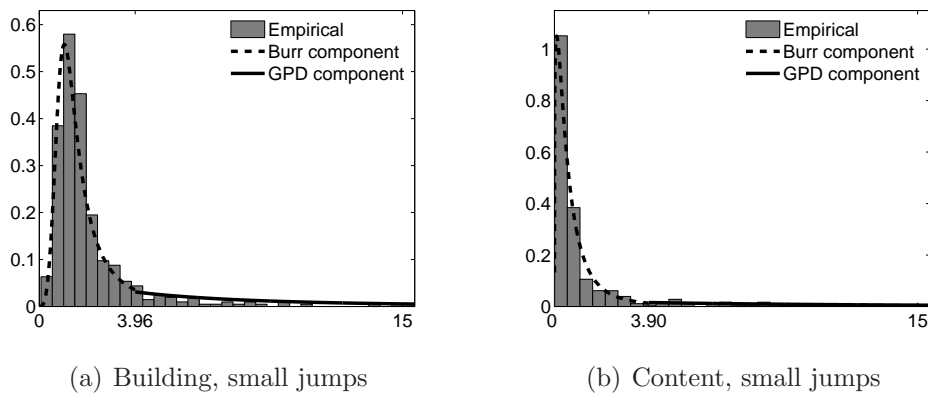 0.6
0.5
0.4
0.3
0.2
0.1
0
0
3.96
15
Empirical
Burr component
GPD component
(a) Building, small jumps
1
0.8
0.6
0.4
0.2
0
0
3.90
15
Empirical
Burr component
GPD component
(b) Content, small jumps